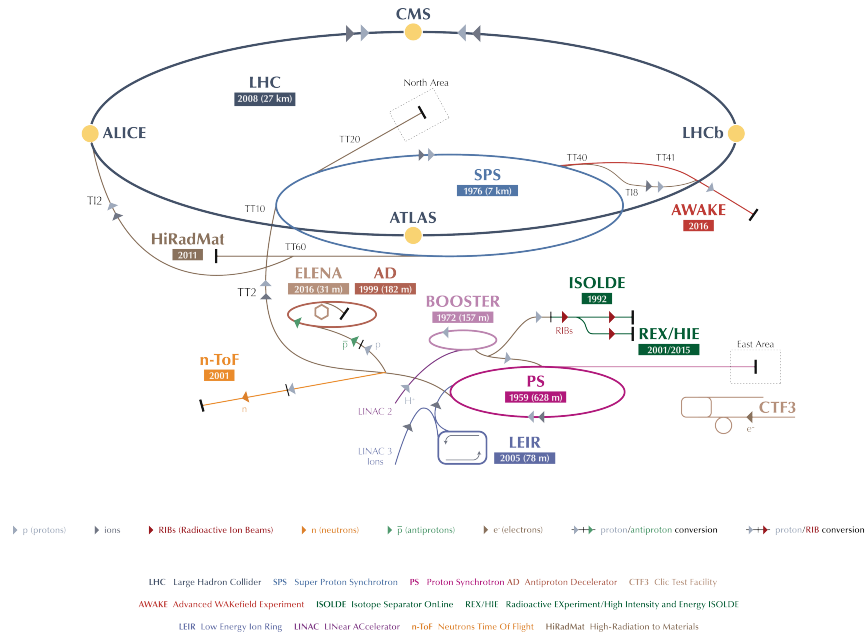 CMS
LHC
2008 (27 km)
North Area
ALICE
LHCb
TT20
TT40
TT41
SPS
1976 (7 km)
TI8
TI2
TT10
ATLAS
AWAKE
2016
HiRadMat
2011
TT60
ELENA
2016 (31 m)
AD
1999 (182 m)
ISOLDE
1992
TT2
BOOSTER
1972 (157 m)
RIBs
REX/HIE
2001/2015
East Area
p̅
p
n-ToF
2001
PS
1959 (628 m)
n
H⁻
LINAC 2
CTF3
e⁻
LEIR
2005 (78 m)
LINAC 3
Ions
p (protons) ions RIBs (Radioactive Ion Beams) n (neutrons) p̅ (antiprotons) e⁻ (electrons) proton/antiproton conversion proton/RIB conversion
LHC Large Hadron Collider SPS Super Proton Synchrotron PS Proton Synchrotron AD Antiproton Decelerator CTF3 Clic Test Facility
AWAKE Advanced WAKefield Experiment ISOLDE Isotope Separator OnLine REX/HIE Radioactive EXperiment/High Intensity and Energy ISOLDE
LEIR Low Energy Ion Ring LINAC LINear ACcelerator n-ToF Neutrons Time Of Flight HiRadMat High-Radiation to Materials